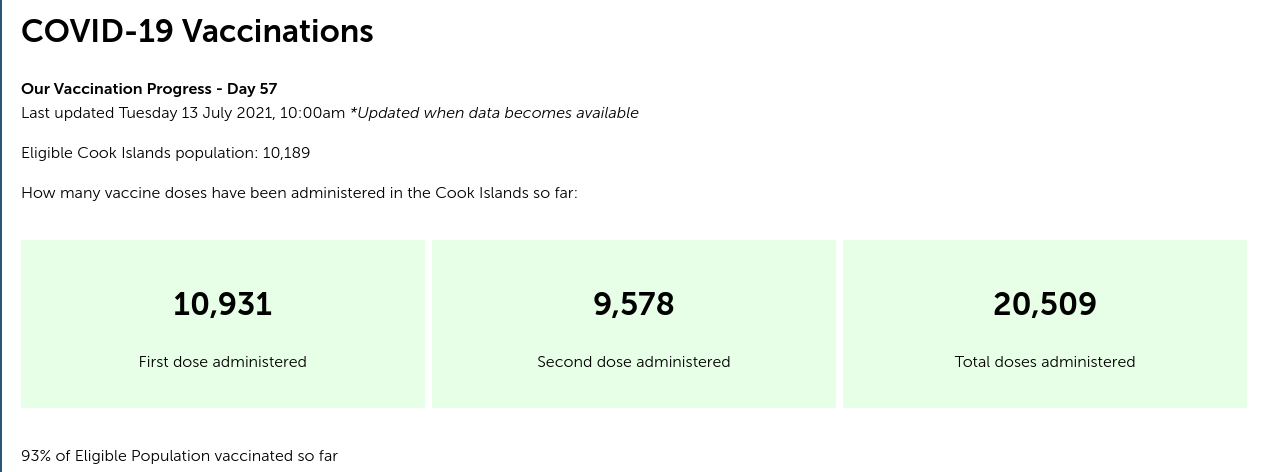 COVID-19 Vaccinations
Our Vaccination Progress - Day 57
Last updated Tuesday 13 July 2021, 10:00am *Updated when data becomes available
Eligible Cook Islands population: 10,189
How many vaccine doses have been administered in the Cook Islands so far:
10,931
First dose administered
9,578
Second dose administered
20,509
Total doses administered
93% of Eligible Population vaccinated so far